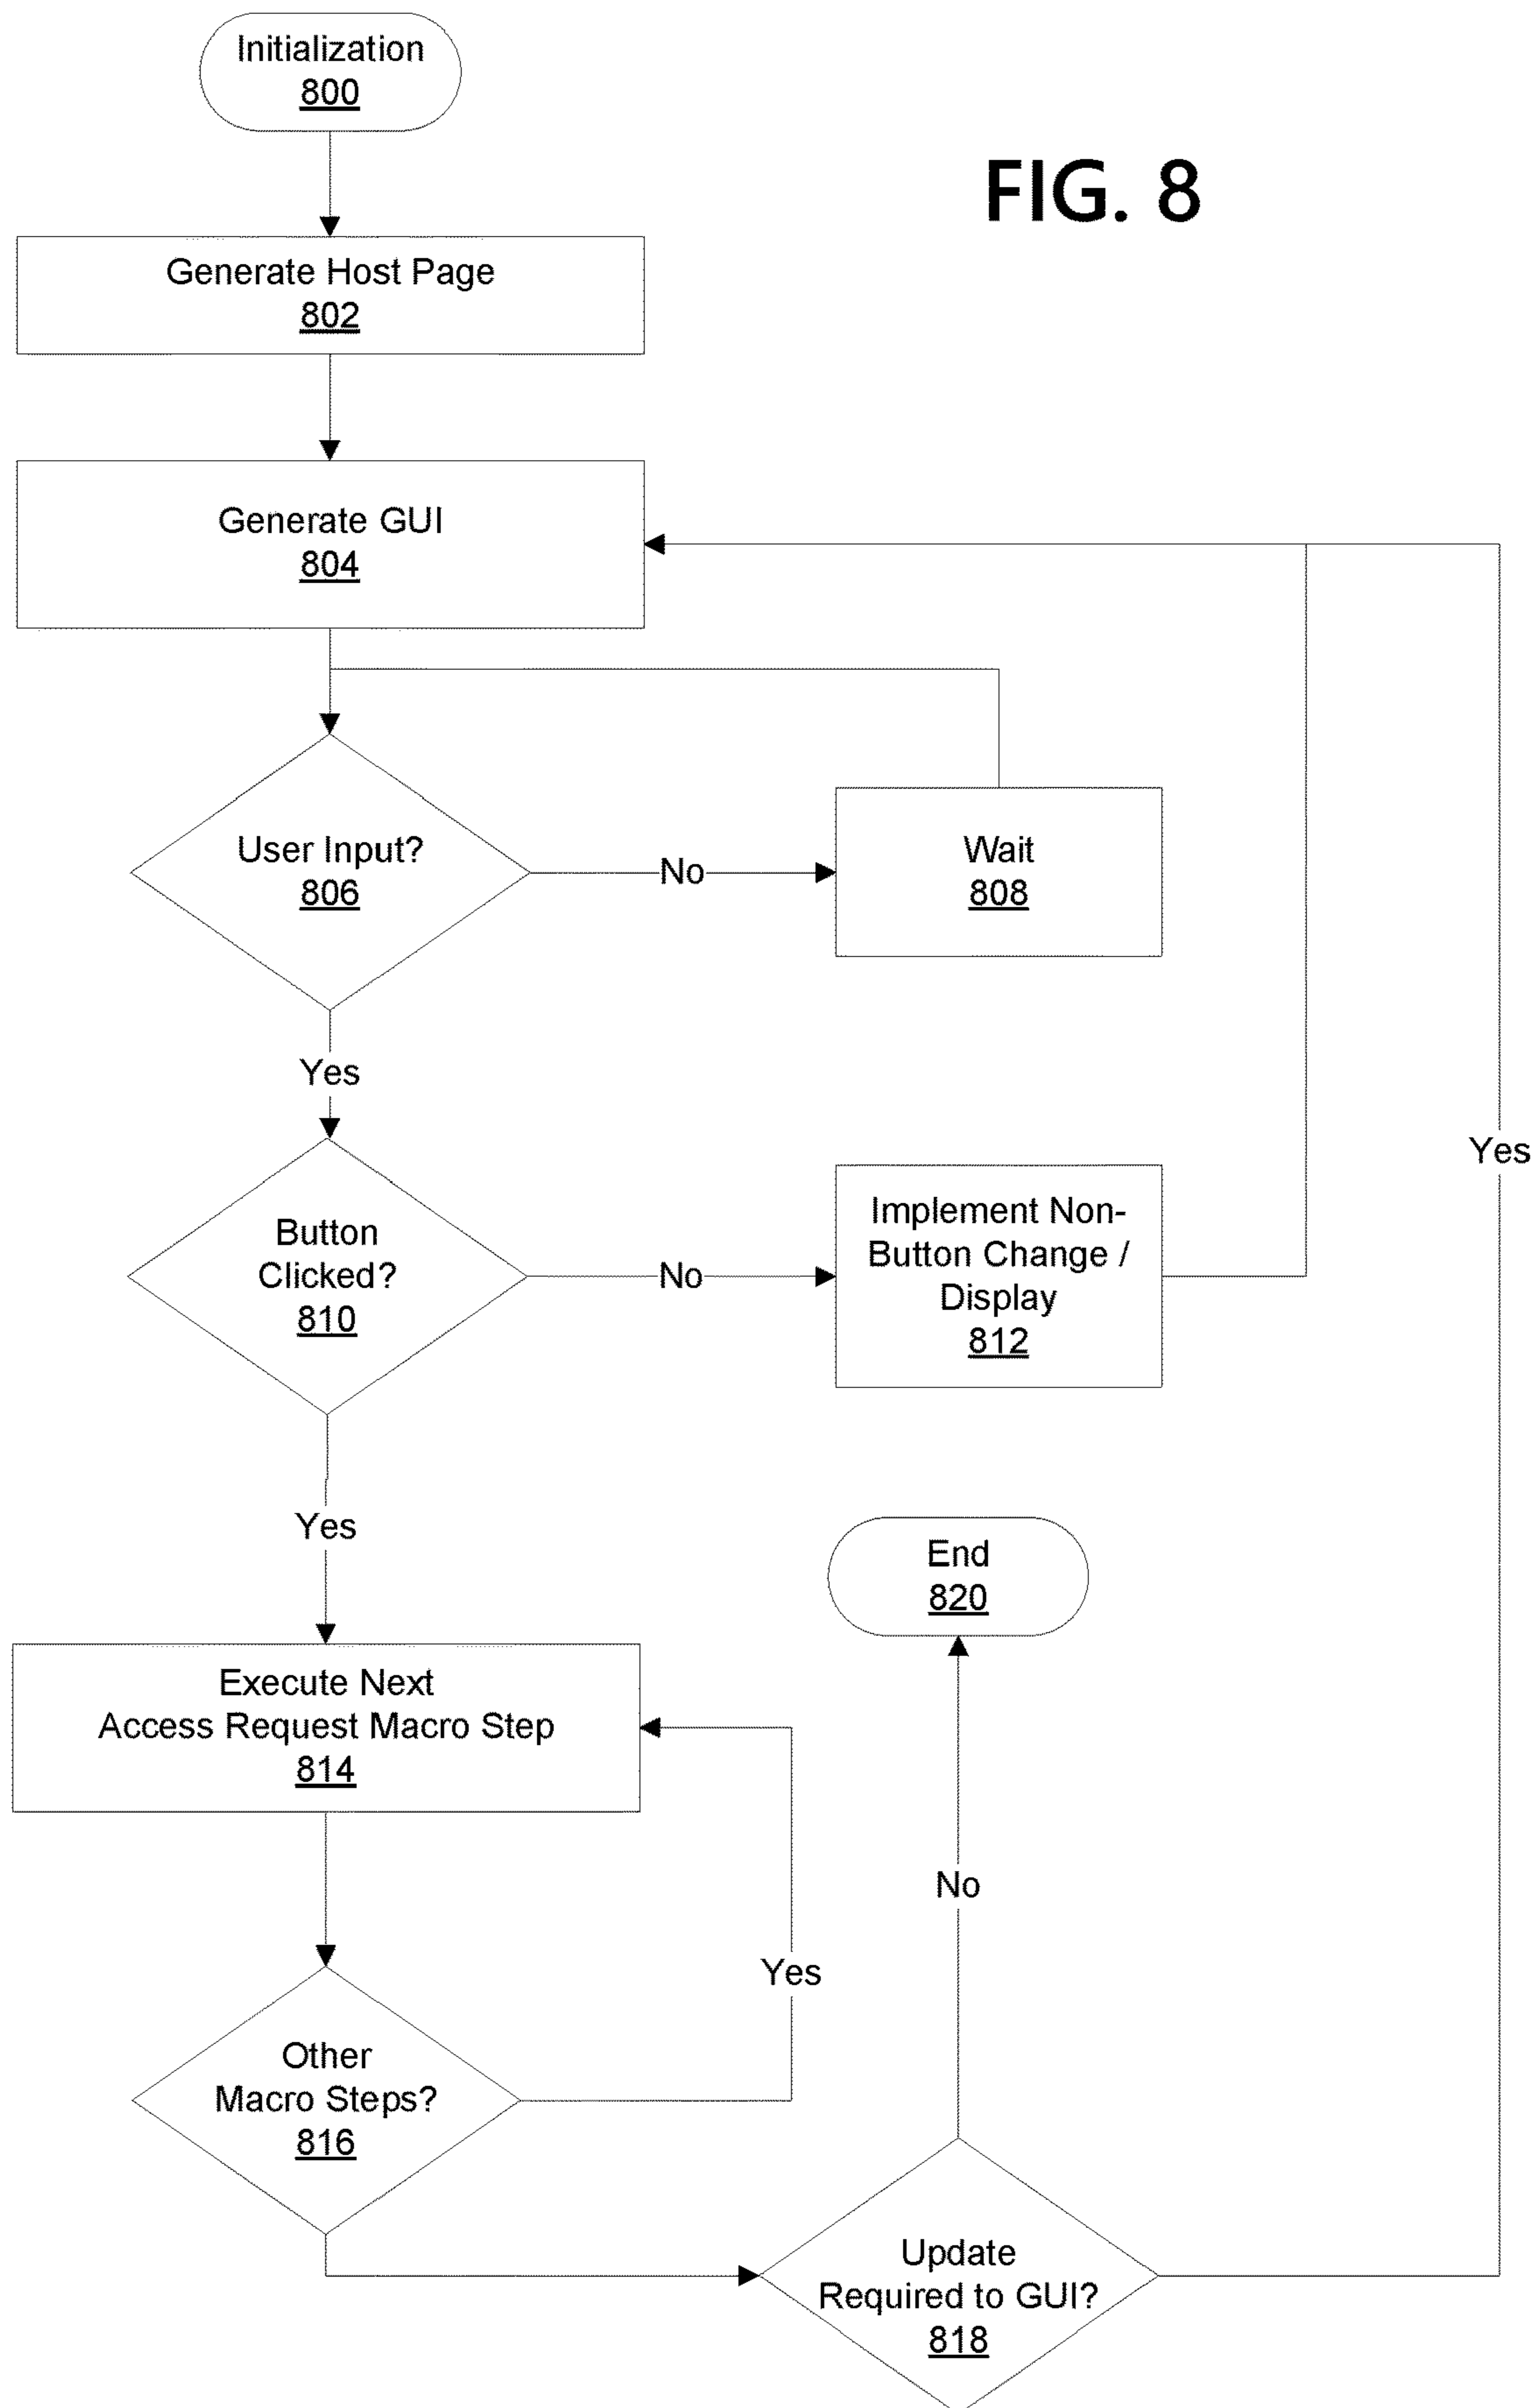 Initialization
800
FIG. 8
Generate Host Page
802
Generate GUI
804
User Input?
806
No
Wait
808
Yes
Yes
Button
Clicked?
810
No
Implement Non-
Button Change /
Display
812
Yes
End
820
Execute Next
Access Request Macro Step
814
No
Yes
Other
Macro Steps?
816
Update
Required to GUI?
818